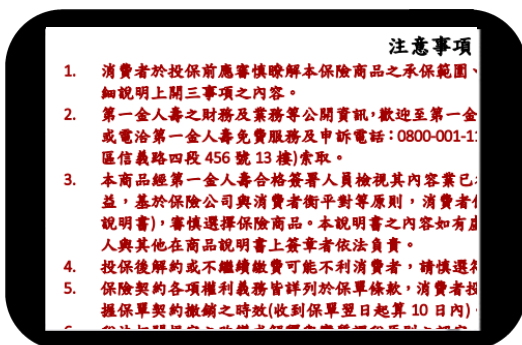 注意事項
1. 消費者於投保前應審慎瞭解本保險商品之承保範圍、
細說明上開三事項之內容。
2. 第一金人壽之財務及業務等公開資訊，歡迎至第一金
或電洽第一金人壽免費服務及申訴電話：0800-001-1
區信義路四段 456 號 13 樓)索取。
3. 本商品經第一金人壽合格簽署人員檢視其內容業已
益，基於保險公司與消費者衡平對等原則，消費者
說明書)，審慎選擇保險商品。本說明書之內容如有虛
人與其他在商品說明書上簽章者依法負責。
4. 投保後解約或不繼續繳費可能不利消費者，請慎選
5. 保險契約各項權利義務皆詳列於保單條款，消費者投
握保單契約撤銷之時效(收到保單翌日起算 10 日內)